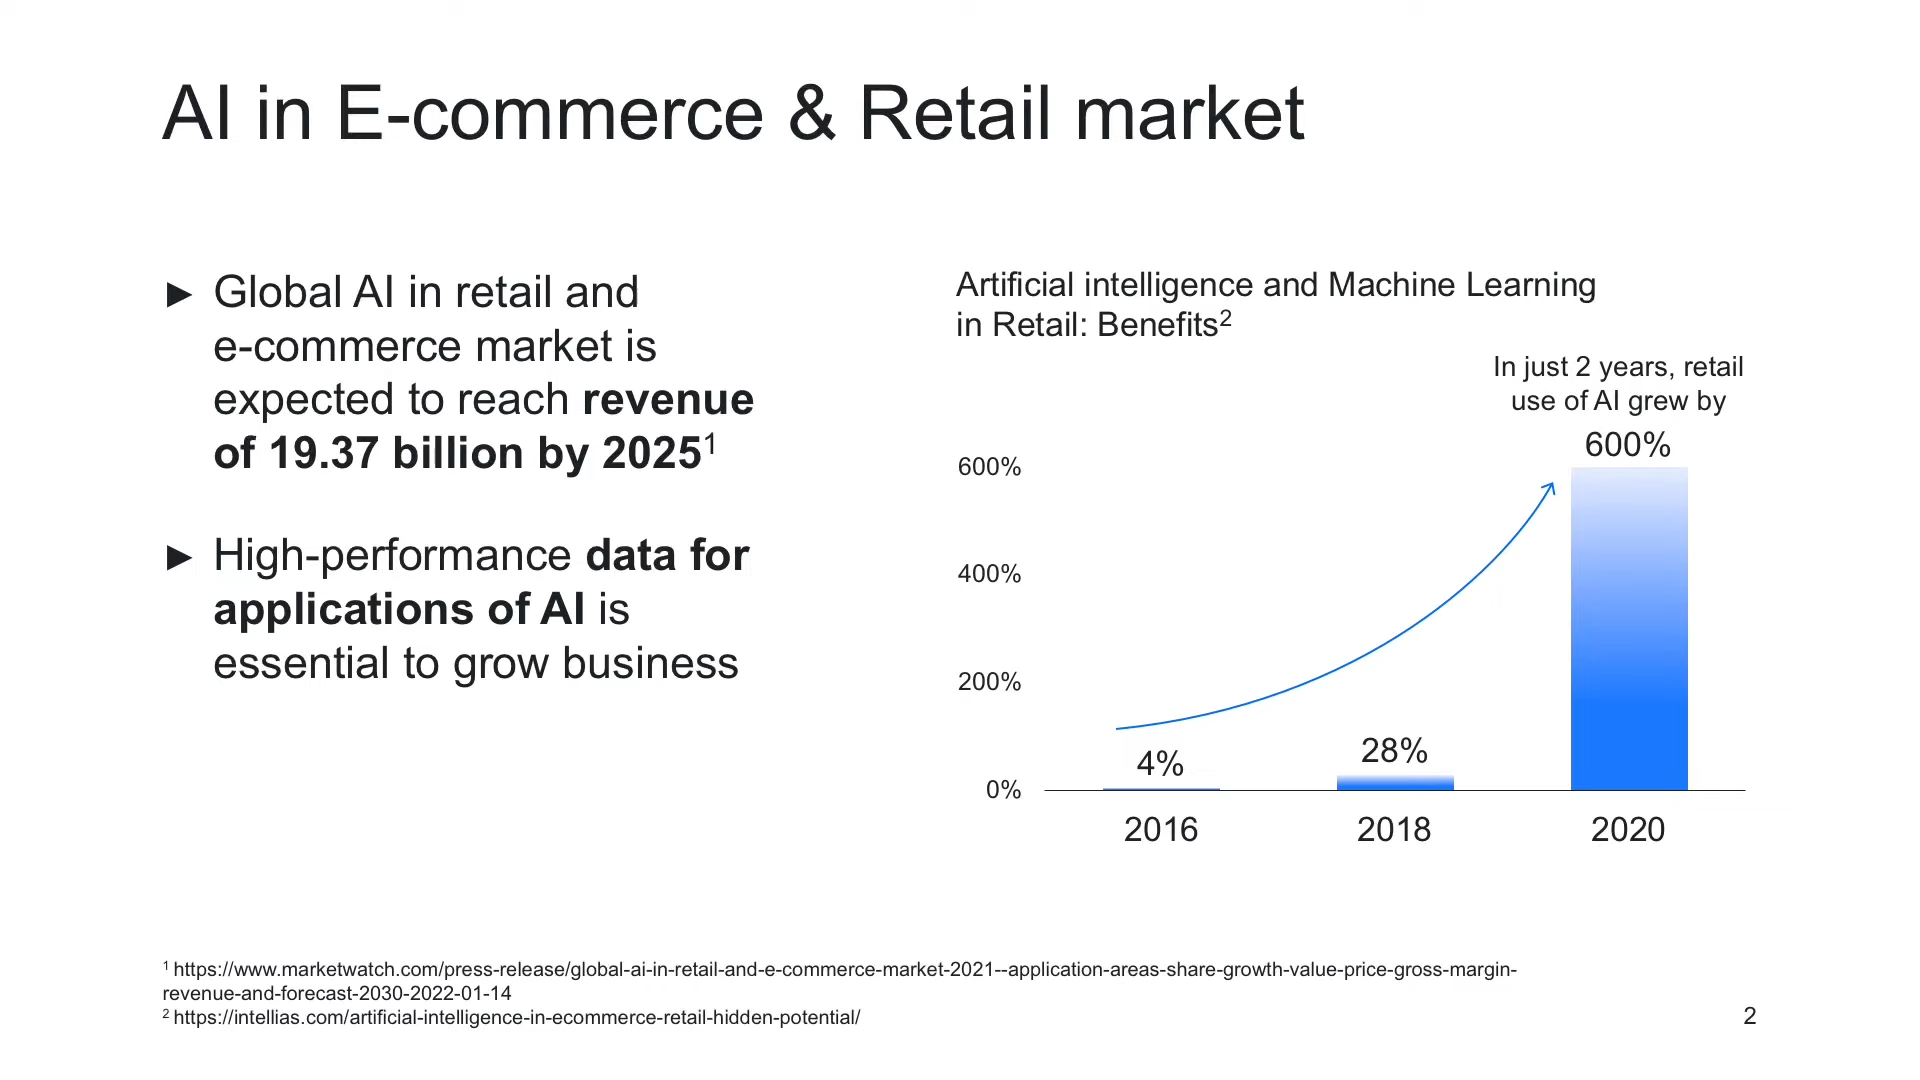 AI in E-commerce & Retail market
► Global AI in retail and
e-commerce market is
expected to reach revenue
of 19.37 billion by 2025¹
► High-performance data for
applications of AI is
essential to grow business
Artificial intelligence and Machine Learning
in Retail: Benefits²
In just 2 years, retail
use of AI grew by
600%
600%
400%
200%
0%
4%
28%
2016
2018
2020
¹ https://www.marketwatch.com/press-release/global-ai-in-retail-and-e-commerce-market-2021--application-areas-share-growth-value-price-gross-margin-
revenue-and-forecast-2030-2022-01-14
² https://intellias.com/artificial-intelligence-in-ecommerce-retail-hidden-potential/
2